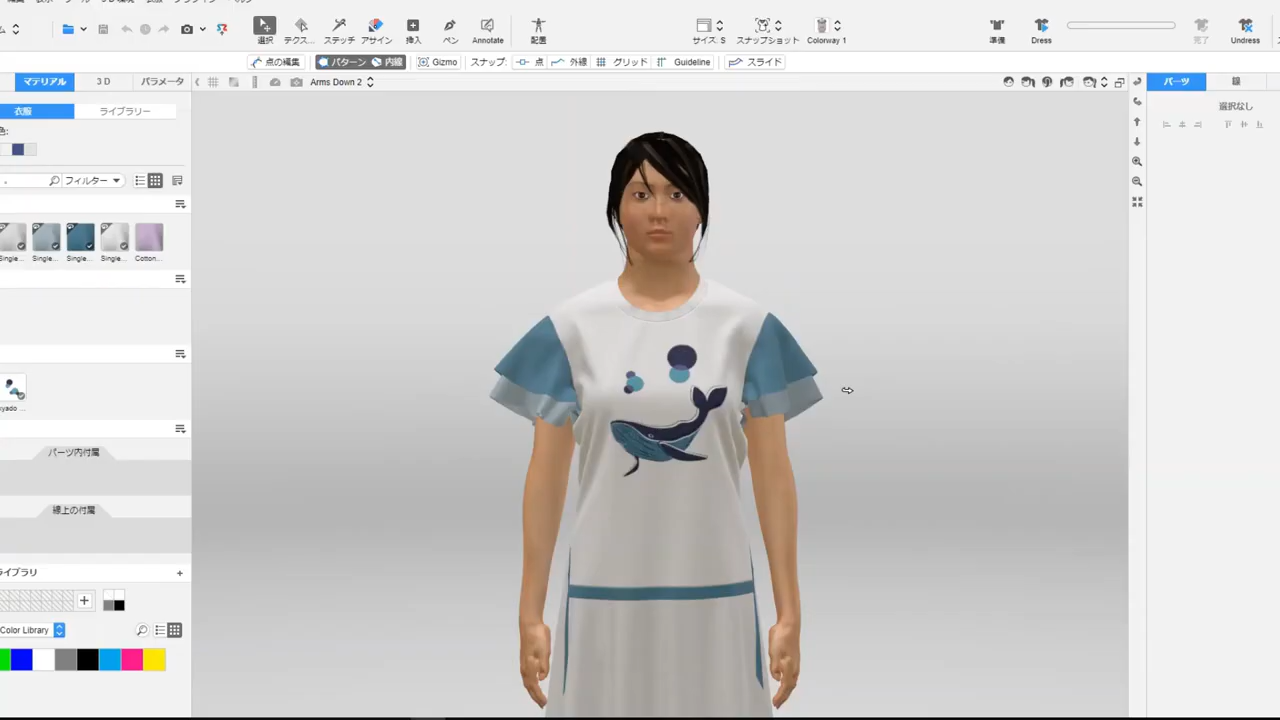 選択
テクス...
ステッチ
アサイン
挿入
ペン
Annotate
配置
サイズ: S
スナップショット
Colorway 1
準備
Dress
完了
Undress
点の編集
パターン
内線
Gizmo
スナップ:
点
外線
グリッド
Guideline
スライド
マテリアル
3D
パラメータ
Arms Down 2
パーツ
線
衣服
ライブラリー
選択なし
色:
フィルター
Single...
Single...
Single...
Single...
Cotton...
yado ...
パーツ内付属
線上の付属
ライブラリ
Color Library